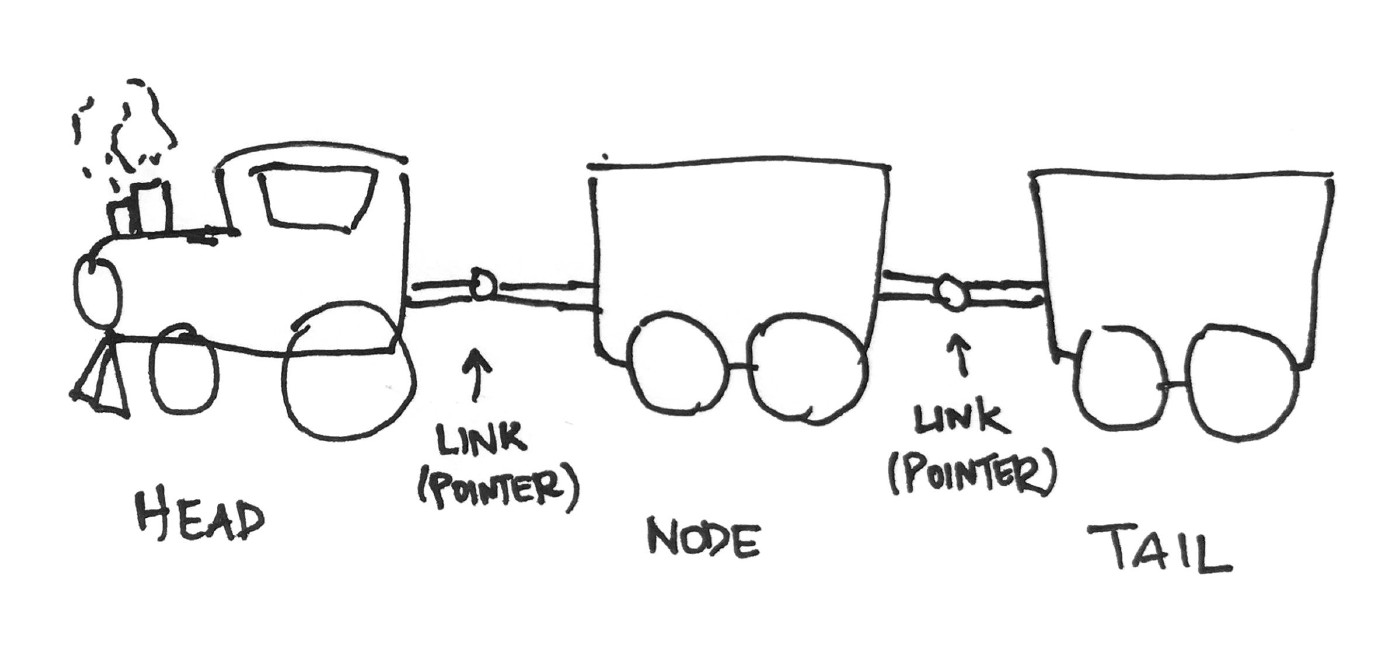 LINK
(POINTER)
LINK
(POINTER)
HEAD
NODE
TAIL